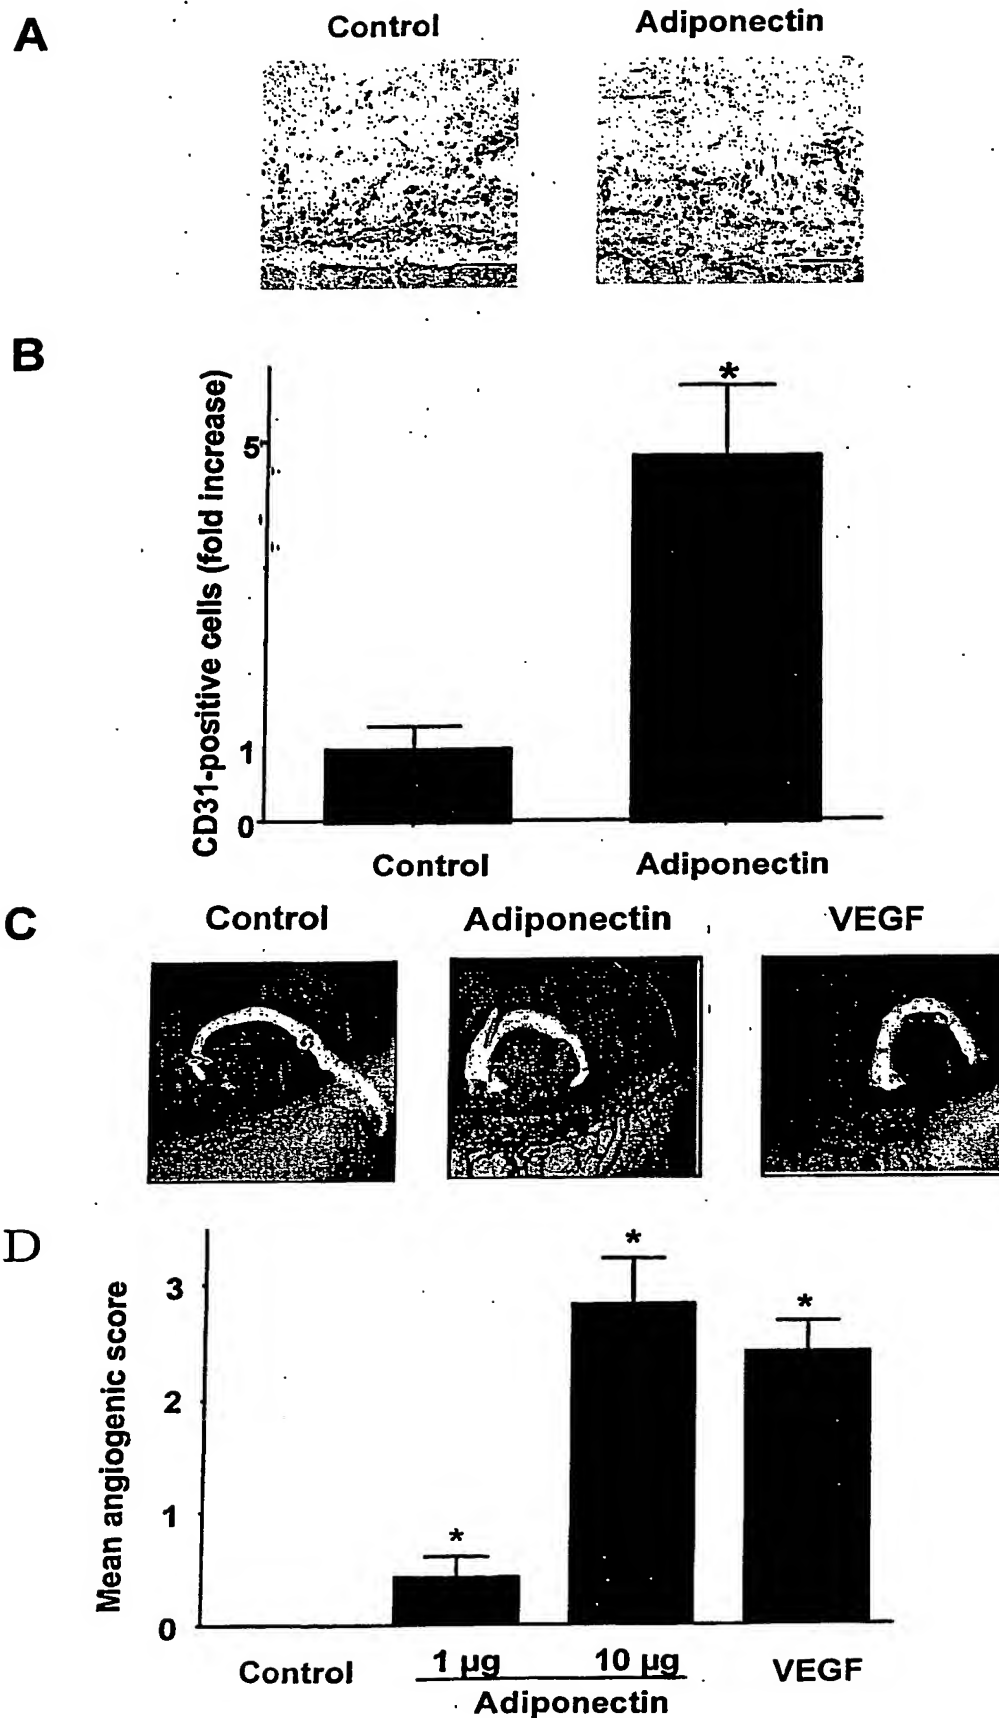 A
Control Adiponectin
B
*
CD31-positive cells (fold increase)
5
1
0
Control Adiponectin
C
Control Adiponectin VEGF
D
Mean angiogenic score
3
2
1
0
* * *
Control 1 µg 10 µg VEGF
Adiponectin